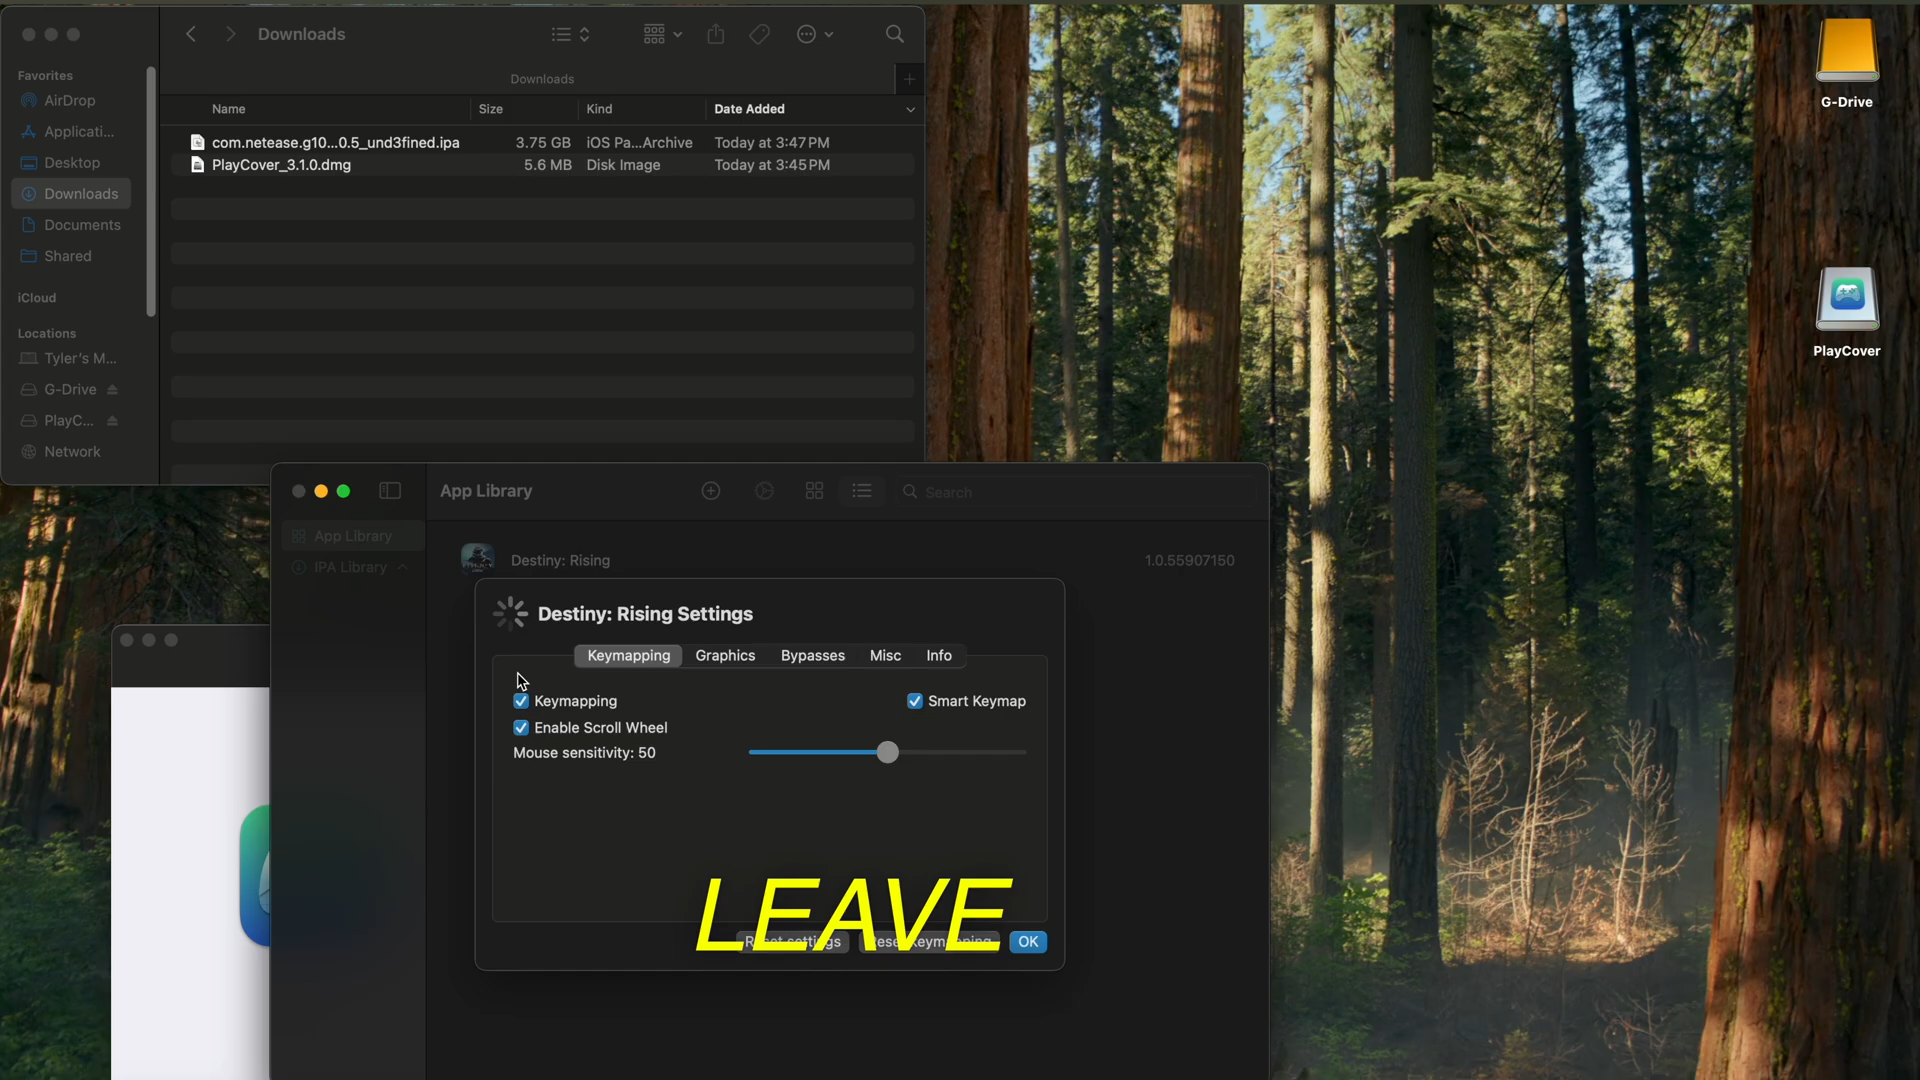 Downloads
Favorites
AirDrop
Applicati...
Desktop
Downloads
Documents
Shared
iCloud
Locations
Tyler's M...
G-Drive
PlayC...
Network
Downloads
Name Size Kind Date Added
com.netease.g10...0.5_und3fined.ipa 3.75 GB iOS Pa...Archive Today at 3:47 PM
PlayCover_3.1.0.dmg 5.6 MB Disk Image Today at 3:45 PM
G-Drive
PlayCover
App Library
Search
App Library
IPA Library
Destiny: Rising 1.0.55907150
Destiny: Rising Settings
Keymapping Graphics Bypasses Misc Info
Keymapping Smart Keymap
Enable Scroll Wheel
Mouse sensitivity: 50
LEAVE
Reset settings Reset Keymapping OK